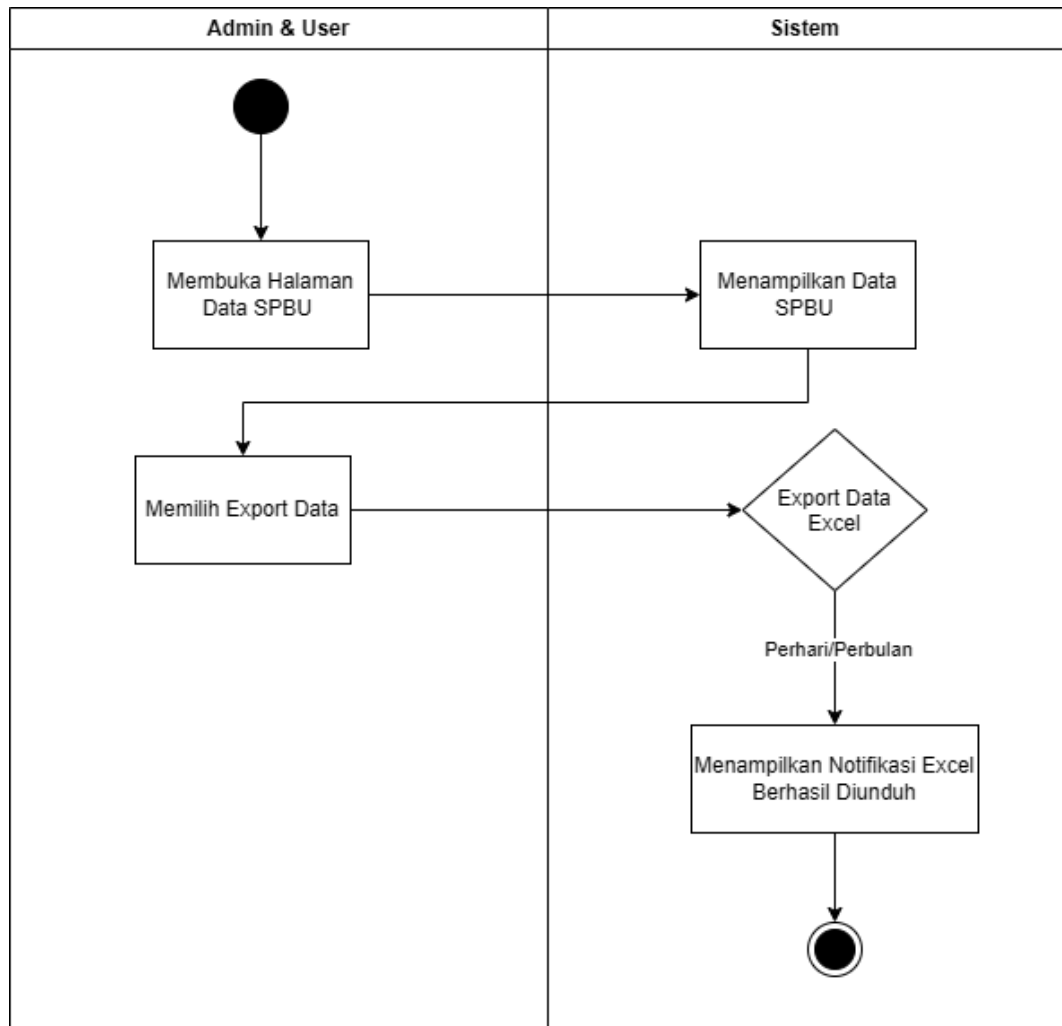 Admin & User
Sistem
Membuka Halaman
Data SPBU
Menampilkan Data
SPBU
Memilih Export Data
Export Data
Excel
Perhari/Perbulan
Menampilkan Notifikasi Excel
Berhasil Diunduh